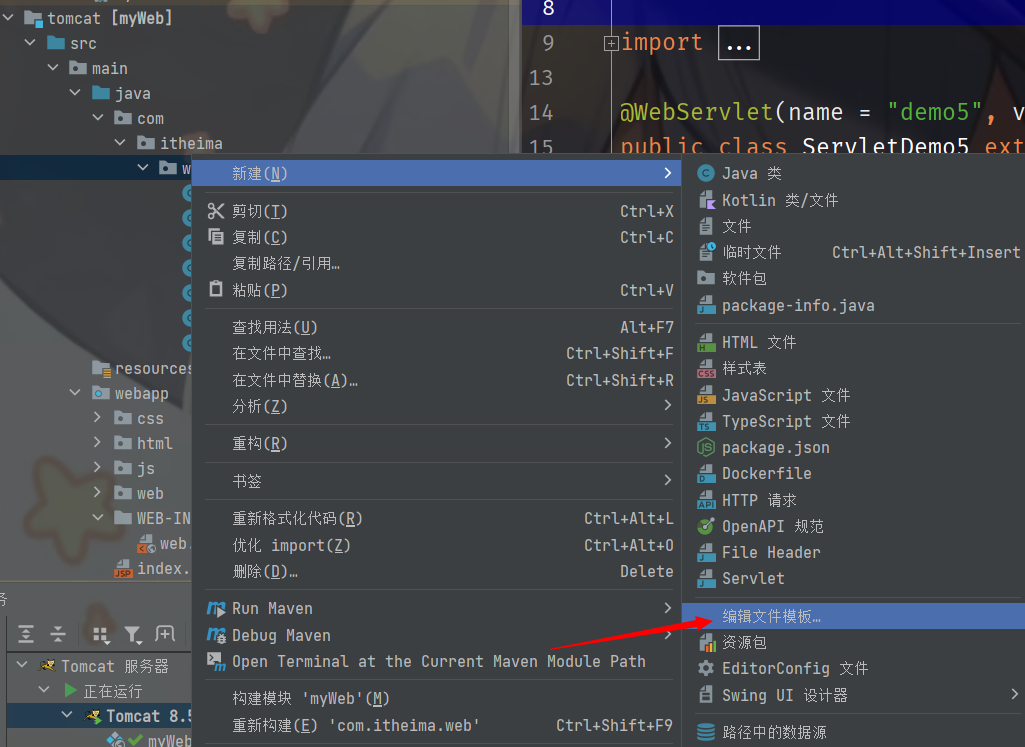 tomcat [myWeb]
src
main
java
com
itheima
w
resources
webapp
css
html
js
web
WEB-IN
web.
index.
务
Tomcat 服务器
正在运行
Tomcat 8.5
myWeb
8
9 import ...
13
14 @WebServlet(name = "demo5", v
15 public class ServletDemo5 ext
新建(N)
剪切(T) Ctrl+X
复制(C) Ctrl+C
复制路径/引用…
粘贴(P) Ctrl+V
查找用法(U) Alt+F7
在文件中查找… Ctrl+Shift+F
在文件中替换(A)… Ctrl+Shift+R
分析(Z)
重构(R)
书签
重新格式化代码(R) Ctrl+Alt+L
优化 import(Z) Ctrl+Alt+O
删除(D)… Delete
Run Maven
Debug Maven
Open Terminal at the Current Maven Module Path
构建模块 'myWeb'(M)
重新构建(E) 'com.itheima.web' Ctrl+Shift+F9
Java 类
Kotlin 类/文件
文件
临时文件 Ctrl+Alt+Shift+Insert
软件包
package-info.java
HTML 文件
样式表
JavaScript 文件
TypeScript 文件
package.json
Dockerfile
HTTP 请求
OpenAPI 规范
File Header
Servlet
编辑文件模板…
资源包
EditorConfig 文件
Swing UI 设计器
路径中的数据源